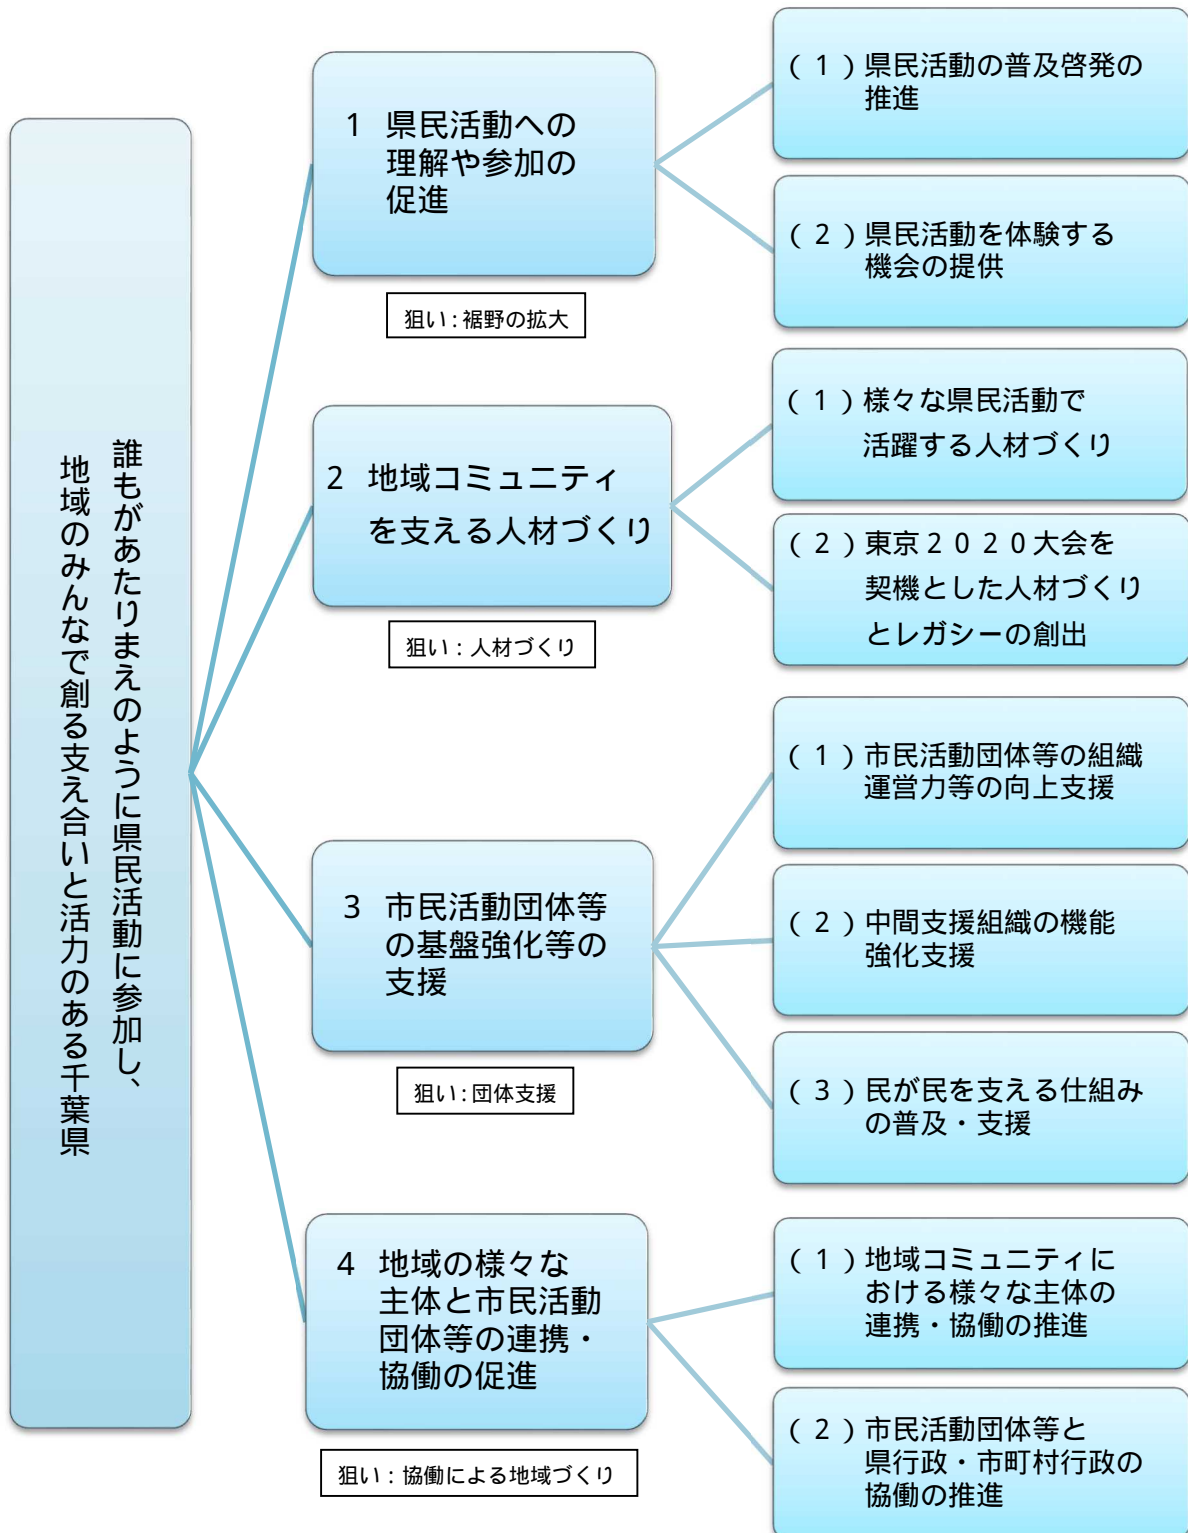 誰もがあたりまえのように県民活動に参加し、
地域のみんなで創る支え合いと活力のある千葉県
1 県民活動への
理解や参加の
促進
狙い：裾野の拡大
（1）県民活動の普及啓発の
推進
（2）県民活動を体験する
機会の提供
2 地域コミュニティ
を支える人材づくり
狙い：人材づくり
（1）様々な県民活動で
活躍する人材づくり
（2）東京２０２０大会を
契機とした人材づくり
とレガシーの創出
3 市民活動団体等
の基盤強化等の
支援
狙い：団体支援
（1）市民活動団体等の組織
運営力等の向上支援
（2）中間支援組織の機能
強化支援
（3）民が民を支える仕組み
の普及・支援
4 地域の様々な
主体と市民活動
団体等の連携・
協働の促進
狙い：協働による地域づくり
（1）地域コミュニティに
おける様々な主体の
連携・協働の推進
（2）市民活動団体等と
県行政・市町村行政の
協働の推進